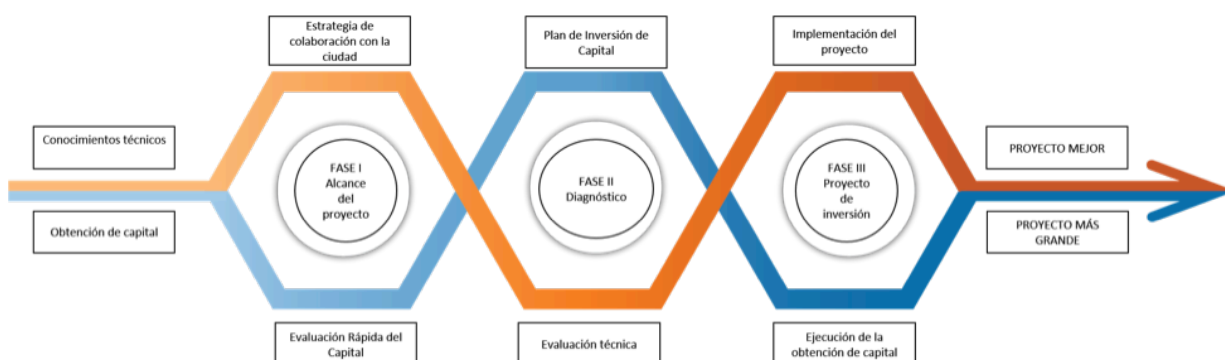 Estrategia de
colaboración con la
ciudad
Plan de Inversión de
Capital
Implementación del
proyecto
Conocimientos técnicos
Obtención de capital
FASE I
Alcance
del
proyecto
FASE II
Diagnóstico
FASE III
Proyecto
de
inversión
PROYECTO MEJOR
PROYECTO MÁS
GRANDE
Evaluación Rápida del
Capital
Evaluación técnica
Ejecución de la
obtención de capital